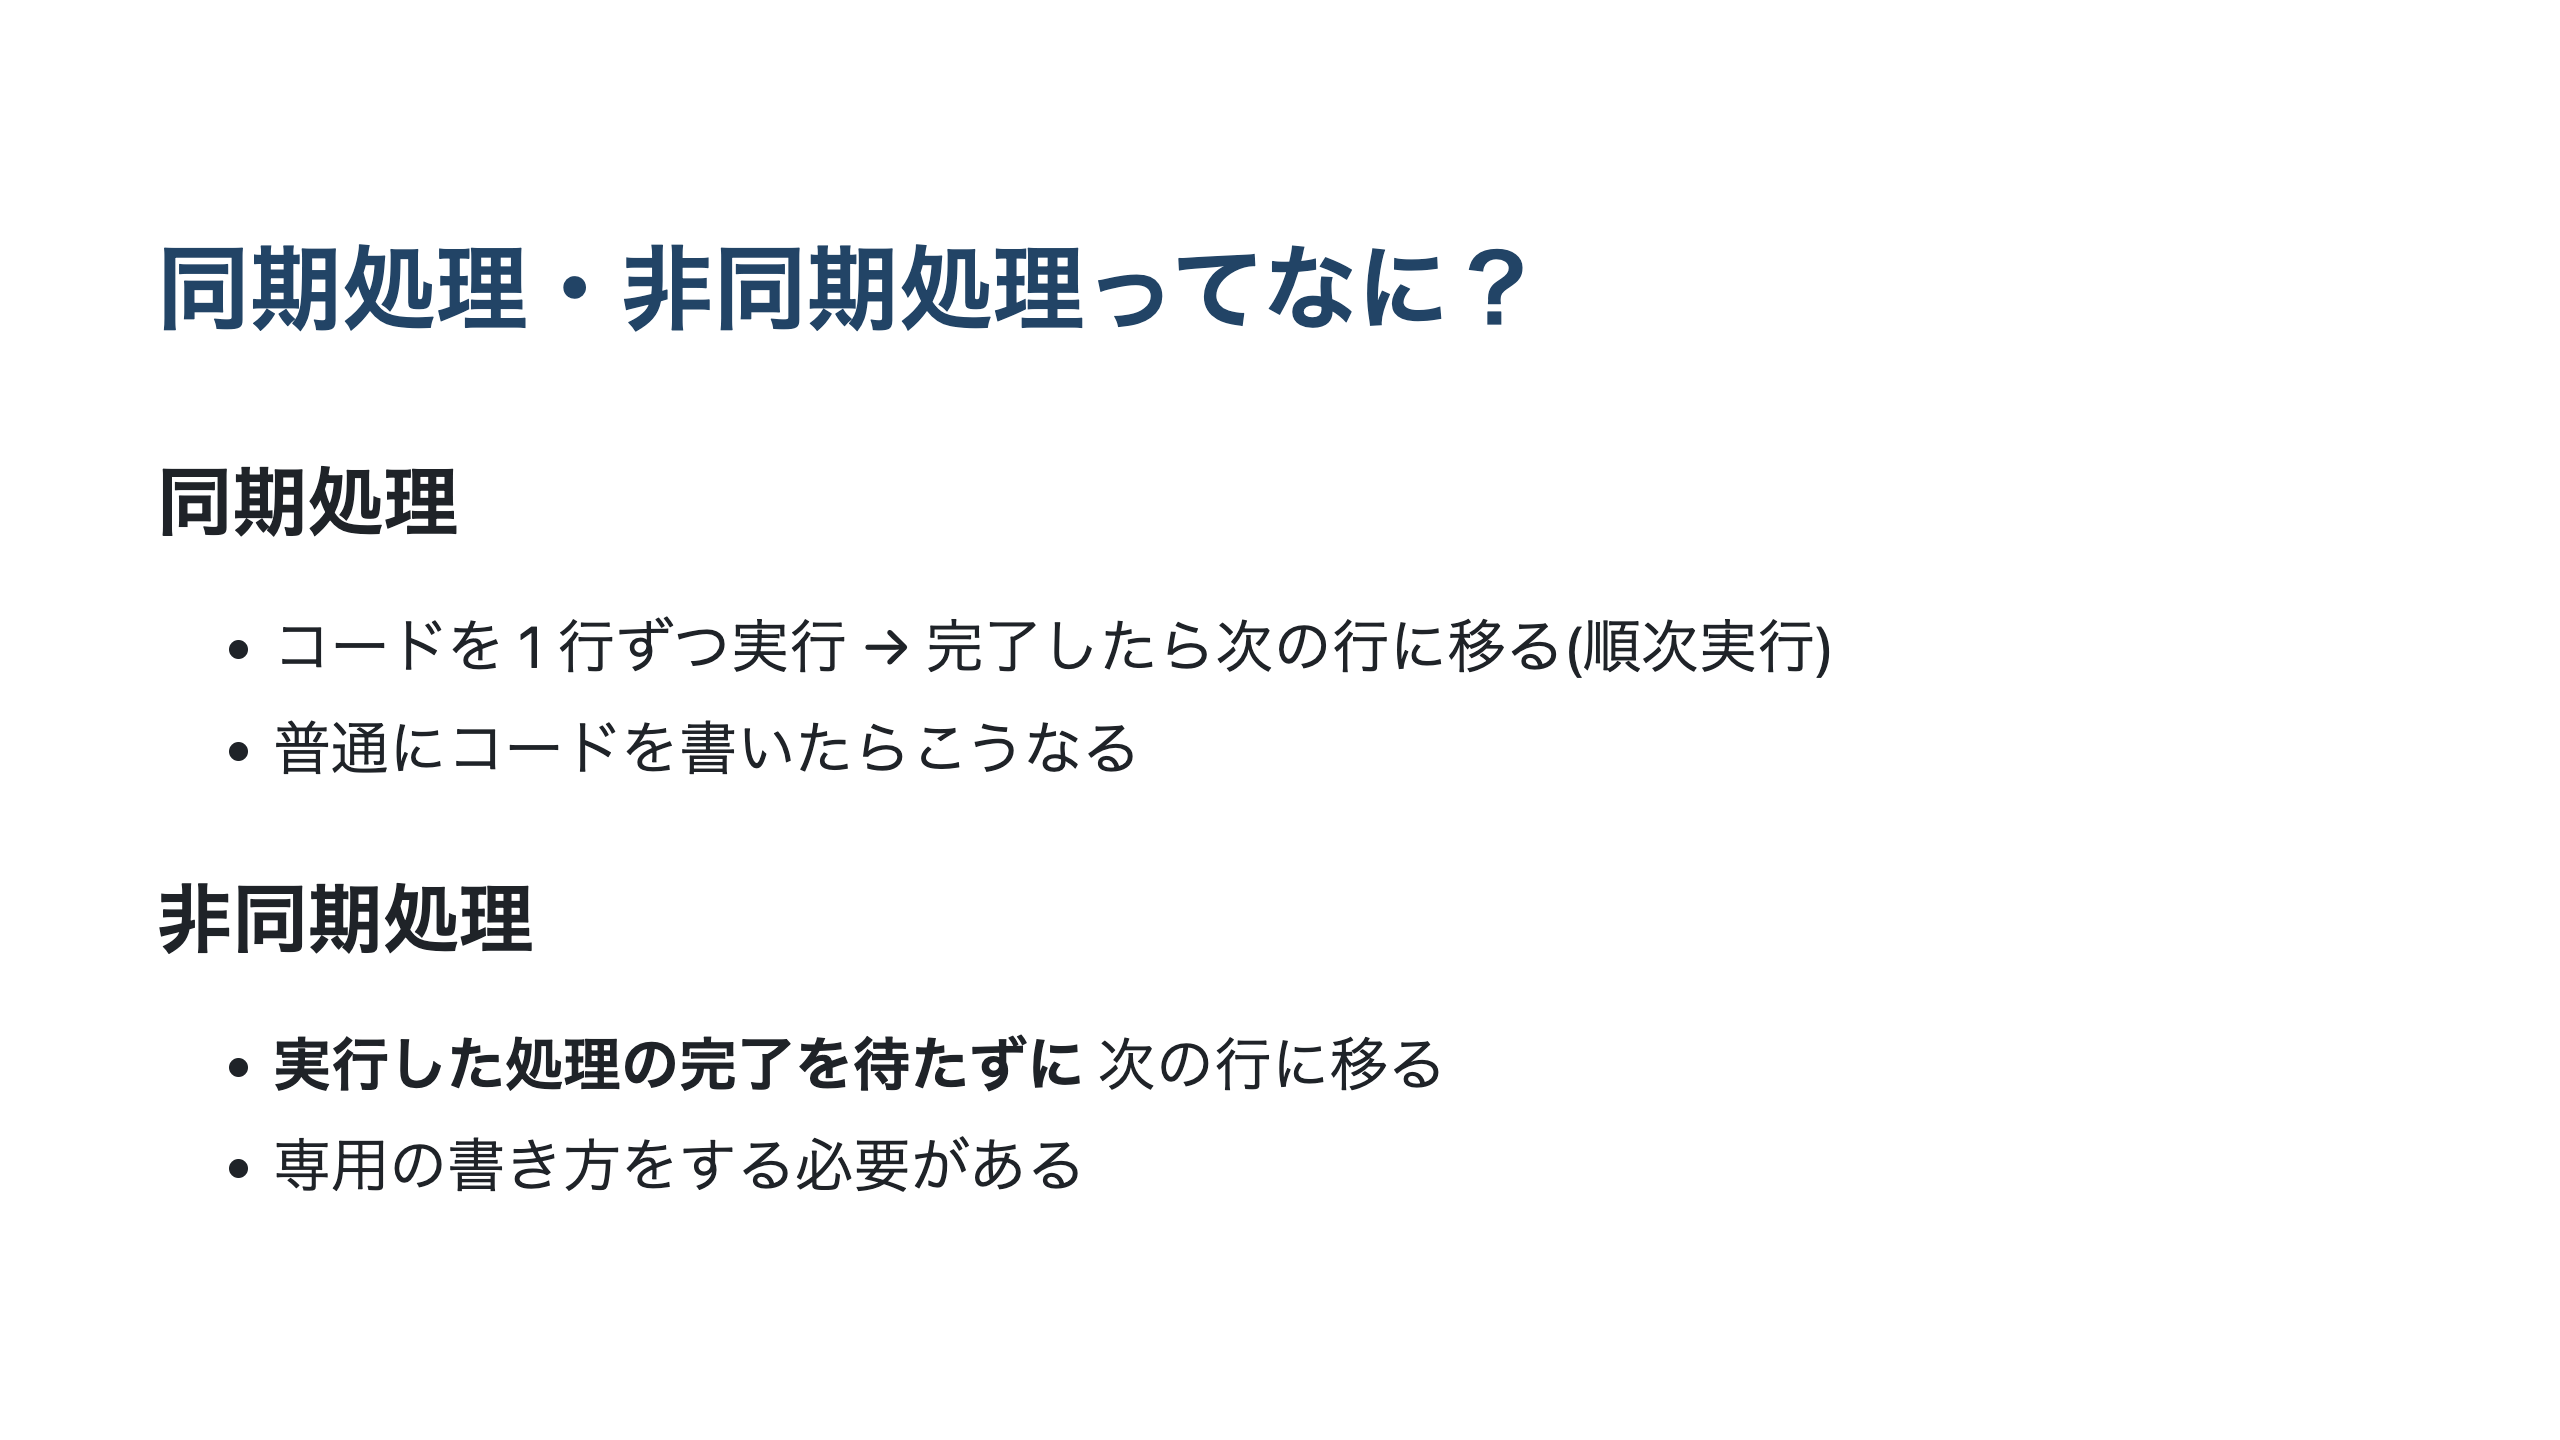 同期処理・非同期処理ってなに？
同期処理
• コードを 1 行ずつ実行 → 完了したら次の行に移る(順次実行)
• 普通にコードを書いたらこうなる
非同期処理
• 実行した処理の完了を待たずに 次の行に移る
• 専用の書き方をする必要がある